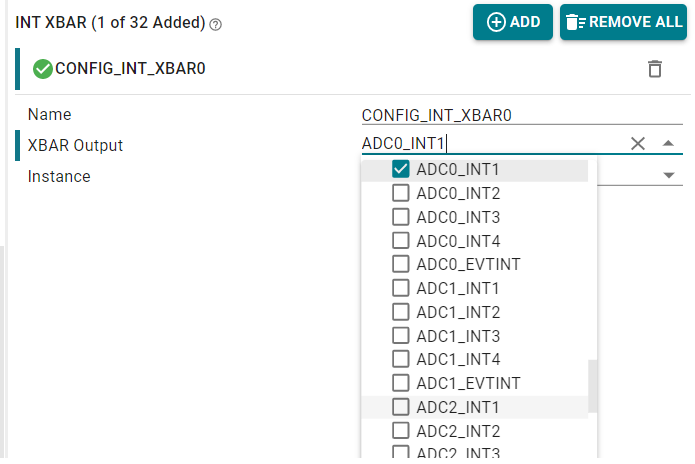 INT XBAR (1 of 32 Added) ?
ADD
REMOVE ALL
CONFIG_INT_XBAR0
Name
CONFIG_INT_XBAR0
XBAR Output
ADC0_INT1
Instance
ADC0_INT1
ADC0_INT2
ADC0_INT3
ADC0_INT4
ADC0_EVTINT
ADC1_INT1
ADC1_INT2
ADC1_INT3
ADC1_INT4
ADC1_EVTINT
ADC2_INT1
ADC2_INT2
ADC2_INT3